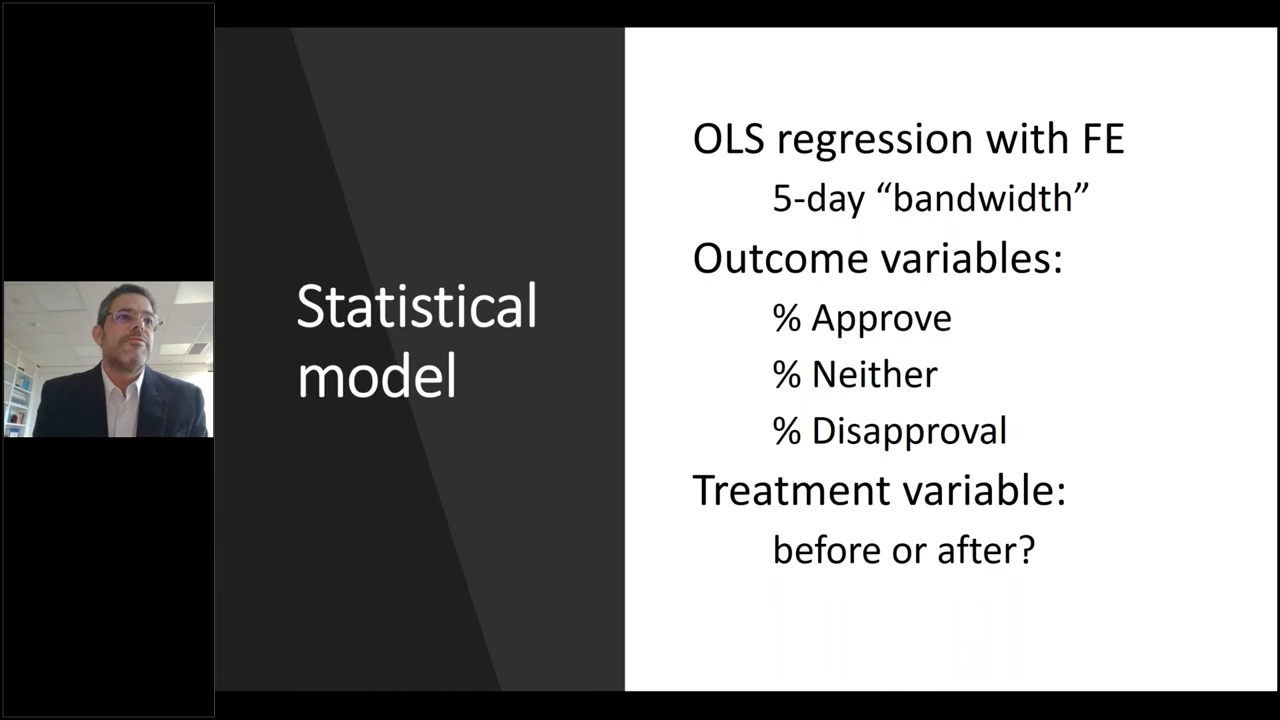 Statistical
model
OLS regression with FE
5-day “bandwidth”
Outcome variables:
% Approve
% Neither
% Disapproval
Treatment variable:
before or after?